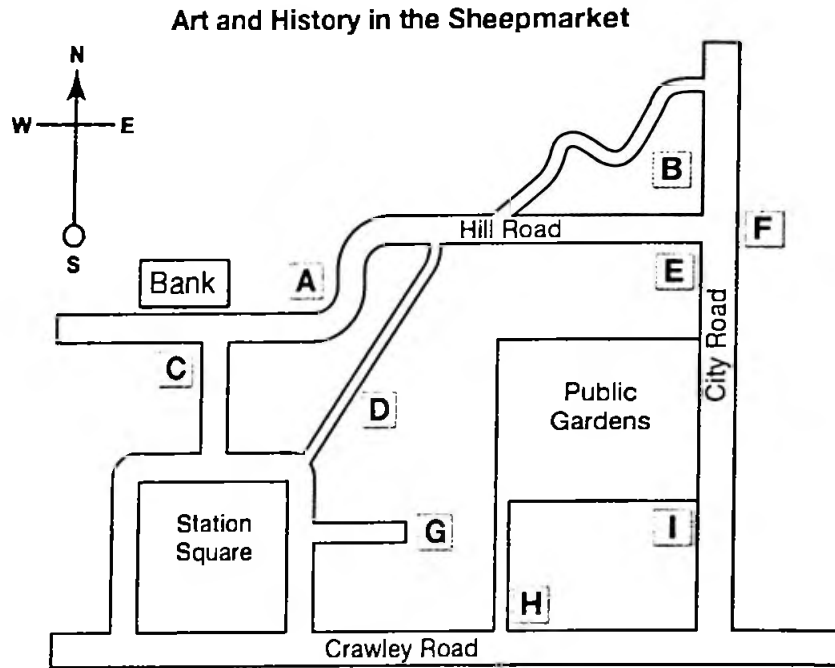 Art and History in the Sheepmarket
N
W E
S
B
Hill Road
F
A
E
Bank
C
City Road
D
Public
Gardens
Station
Square
G
I
H
Crawley Road